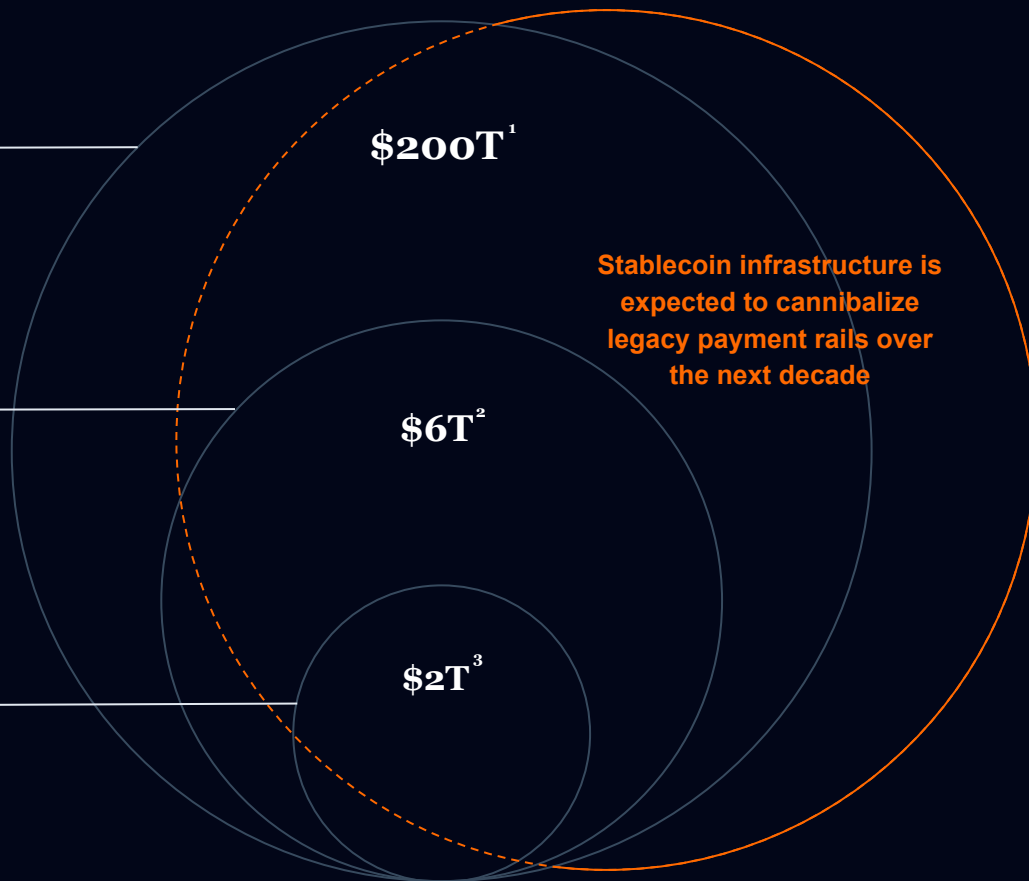 $200T¹
Stablecoin infrastructure is
expected to cannibalize
legacy payment rails over
the next decade
$6T²
$2T³